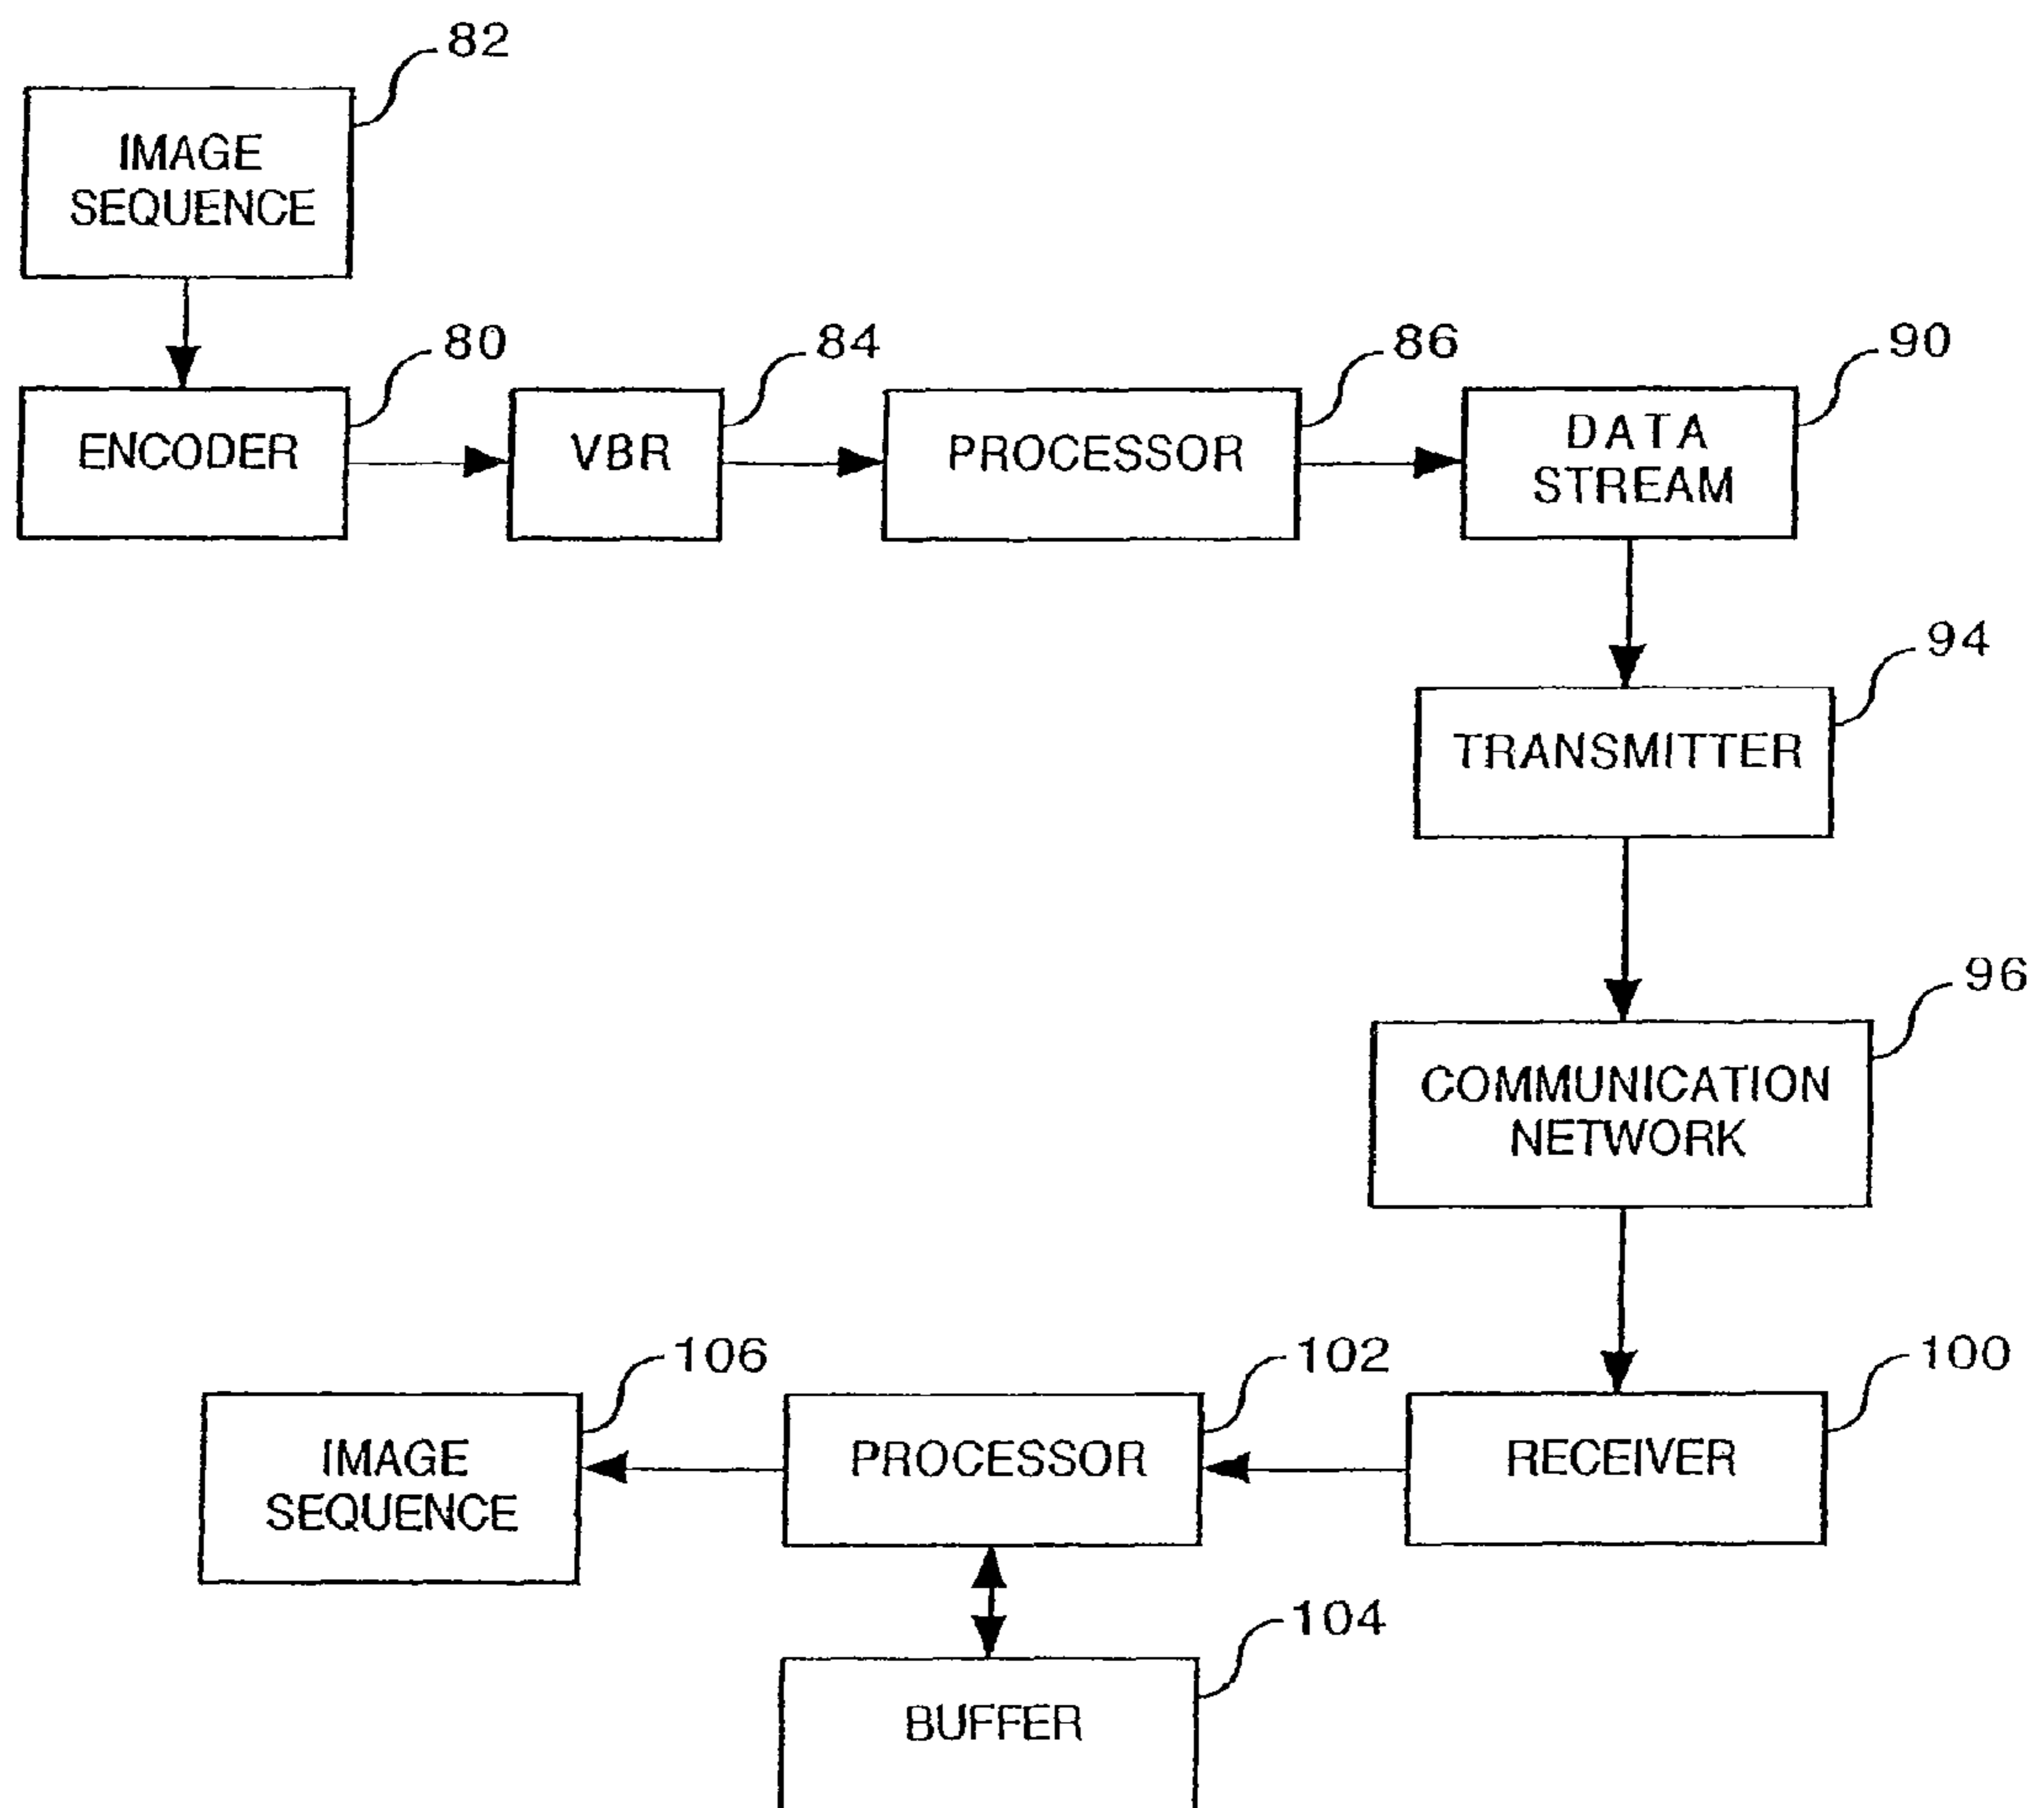 82
IMAGE
SEQUENCE
80
84
86
90
ENCODER
VBR
PROCESSOR
DATA
STREAM
94
TRANSMITTER
96
COMMUNICATION
NETWORK
106
102
100
IMAGE
SEQUENCE
PROCESSOR
RECEIVER
104
BUFFER